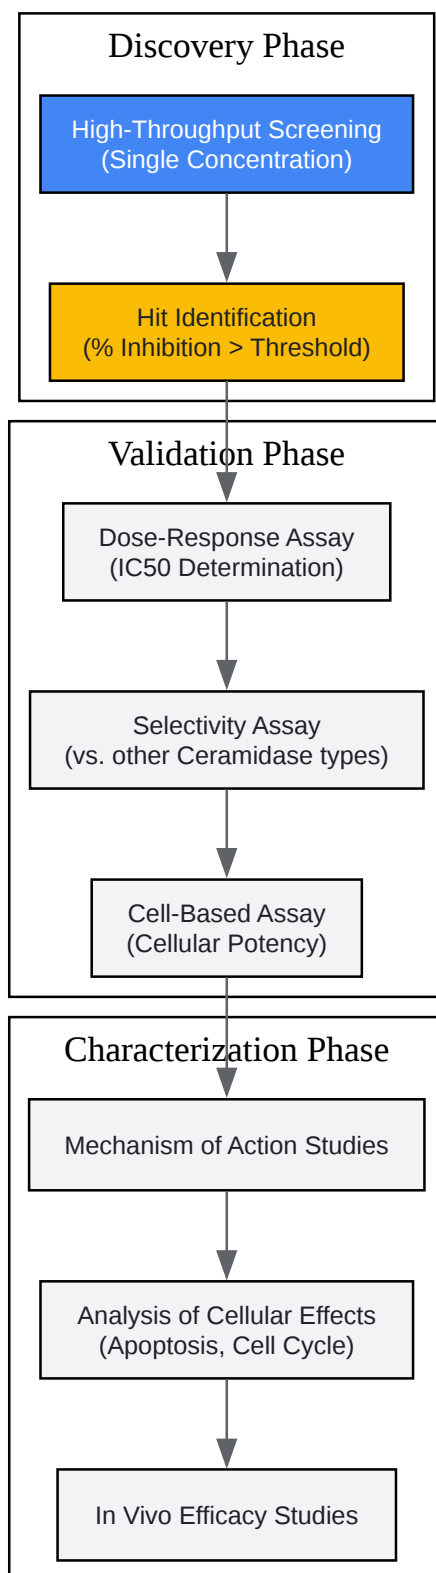 Discovery Phase
High-Throughput Screening
(Single Concentration)
Hit Identification
(% Inhibition > Threshold)
Validation Phase
Dose-Response Assay
(IC50 Determination)
Selectivity Assay
(vs. other Ceramidase types)
Cell-Based Assay
(Cellular Potency)
Characterization Phase
Mechanism of Action Studies
Analysis of Cellular Effects
(Apoptosis, Cell Cycle)
In Vivo Efficacy Studies